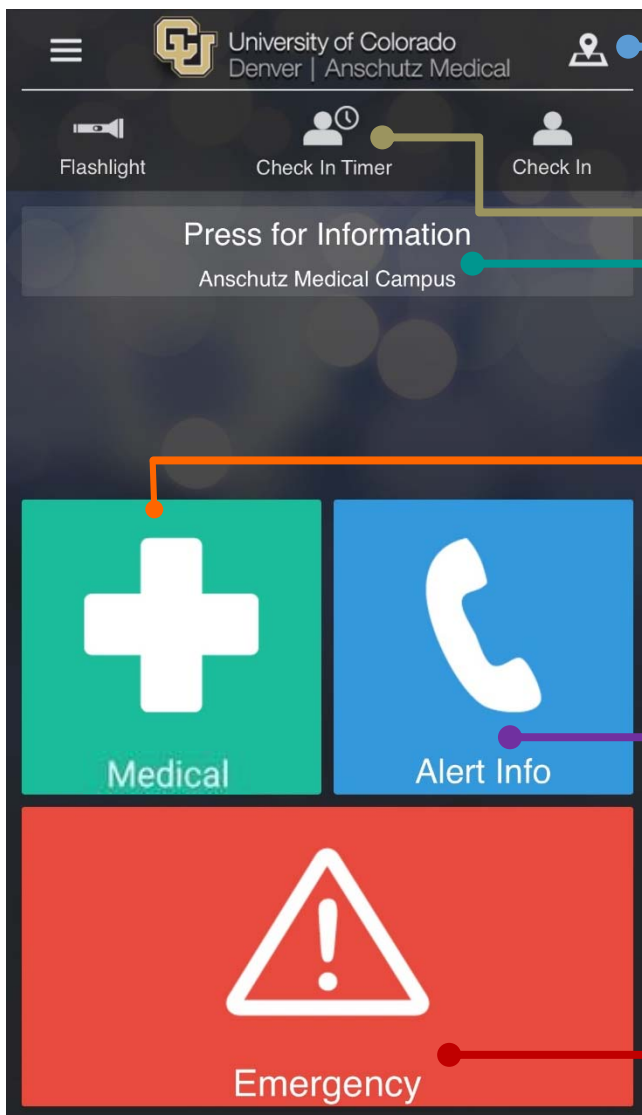 CU University of Colorado
Denver | Anschutz Medical
Flashlight
Check In Timer
Check In
Press for Information
Anschutz Medical Campus
Medical
Alert Info
Emergency